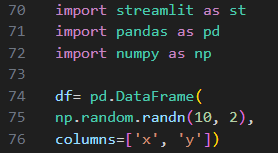 70 import streamlit as st
71 import pandas as pd
72 import numpy as np
73
74 df= pd.DataFrame(
75 np.random.randn(10, 2),
76 columns=['x', 'y'])